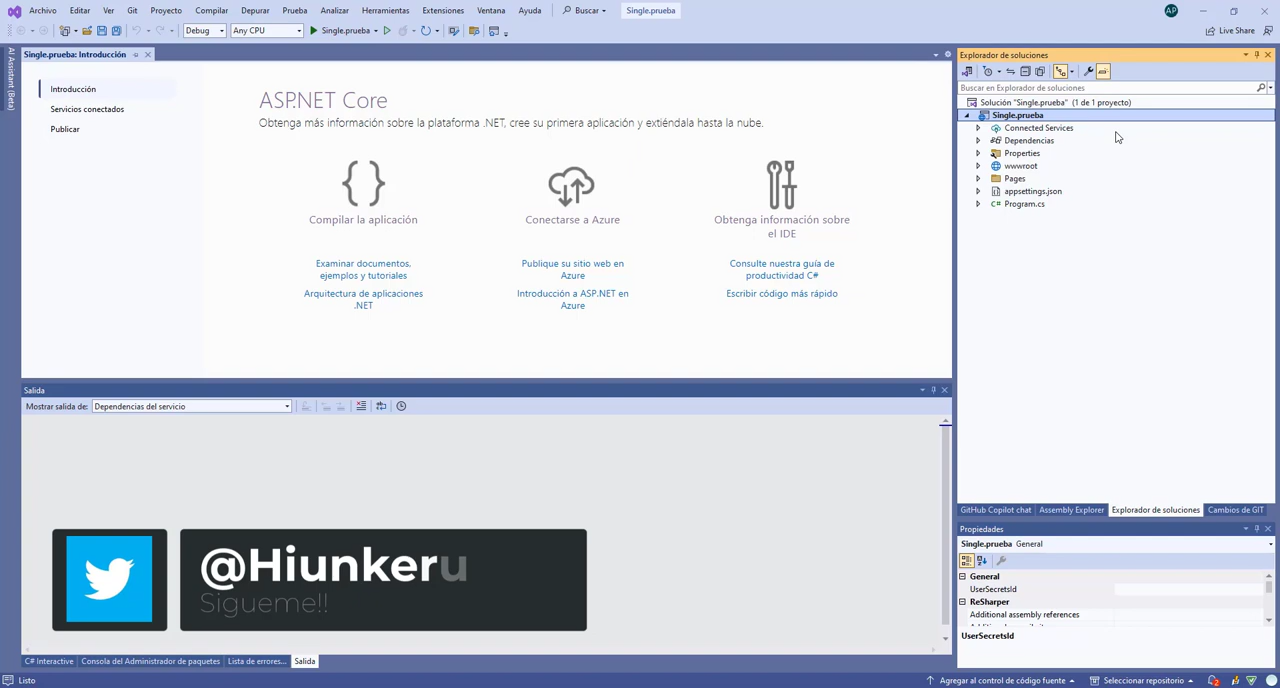 Archivo Editar Ver Git Proyecto Compilar Depurar Prueba Analizar Herramientas Extensiones Ventana Ayuda Buscar Single.prueba AP
Debug Any CPU Single.prueba Live Share
AI Assistant (Beta)
Single.prueba: Introducción
Introducción
Servicios conectados
Publicar
ASP.NET Core
Obtenga más información sobre la plataforma .NET, cree su primera aplicación y extiéndala hasta la nube.
Compilar la aplicación
Examinar documentos,
ejemplos y tutoriales
Arquitectura de aplicaciones
.NET
Conectarse a Azure
Publique su sitio web en
Azure
Introducción a ASP.NET en
Azure
Obtenga información sobre
el IDE
Consulte nuestra guía de
productividad C#
Escribir código más rápido
Explorador de soluciones
Buscar en Explorador de soluciones
Solución "Single.prueba" (1 de 1 proyecto)
Single.prueba
Connected Services
Dependencias
Properties
wwwroot
Pages
appsettings.json
C# Program.cs
GitHub Copilot chat Assembly Explorer Explorador de soluciones Cambios de GIT
Salida
Mostrar salida de: Dependencias del servicio
@Hiunkeru
Sigueme!!
Propiedades
Single.prueba General
General
UserSecretsId
ReSharper
Additional assembly references
UserSecretsId
C# Interactive Consola del Administrador de paquetes Lista de errores... Salida
Listo Agregar al control de código fuente Seleccionar repositorio 2